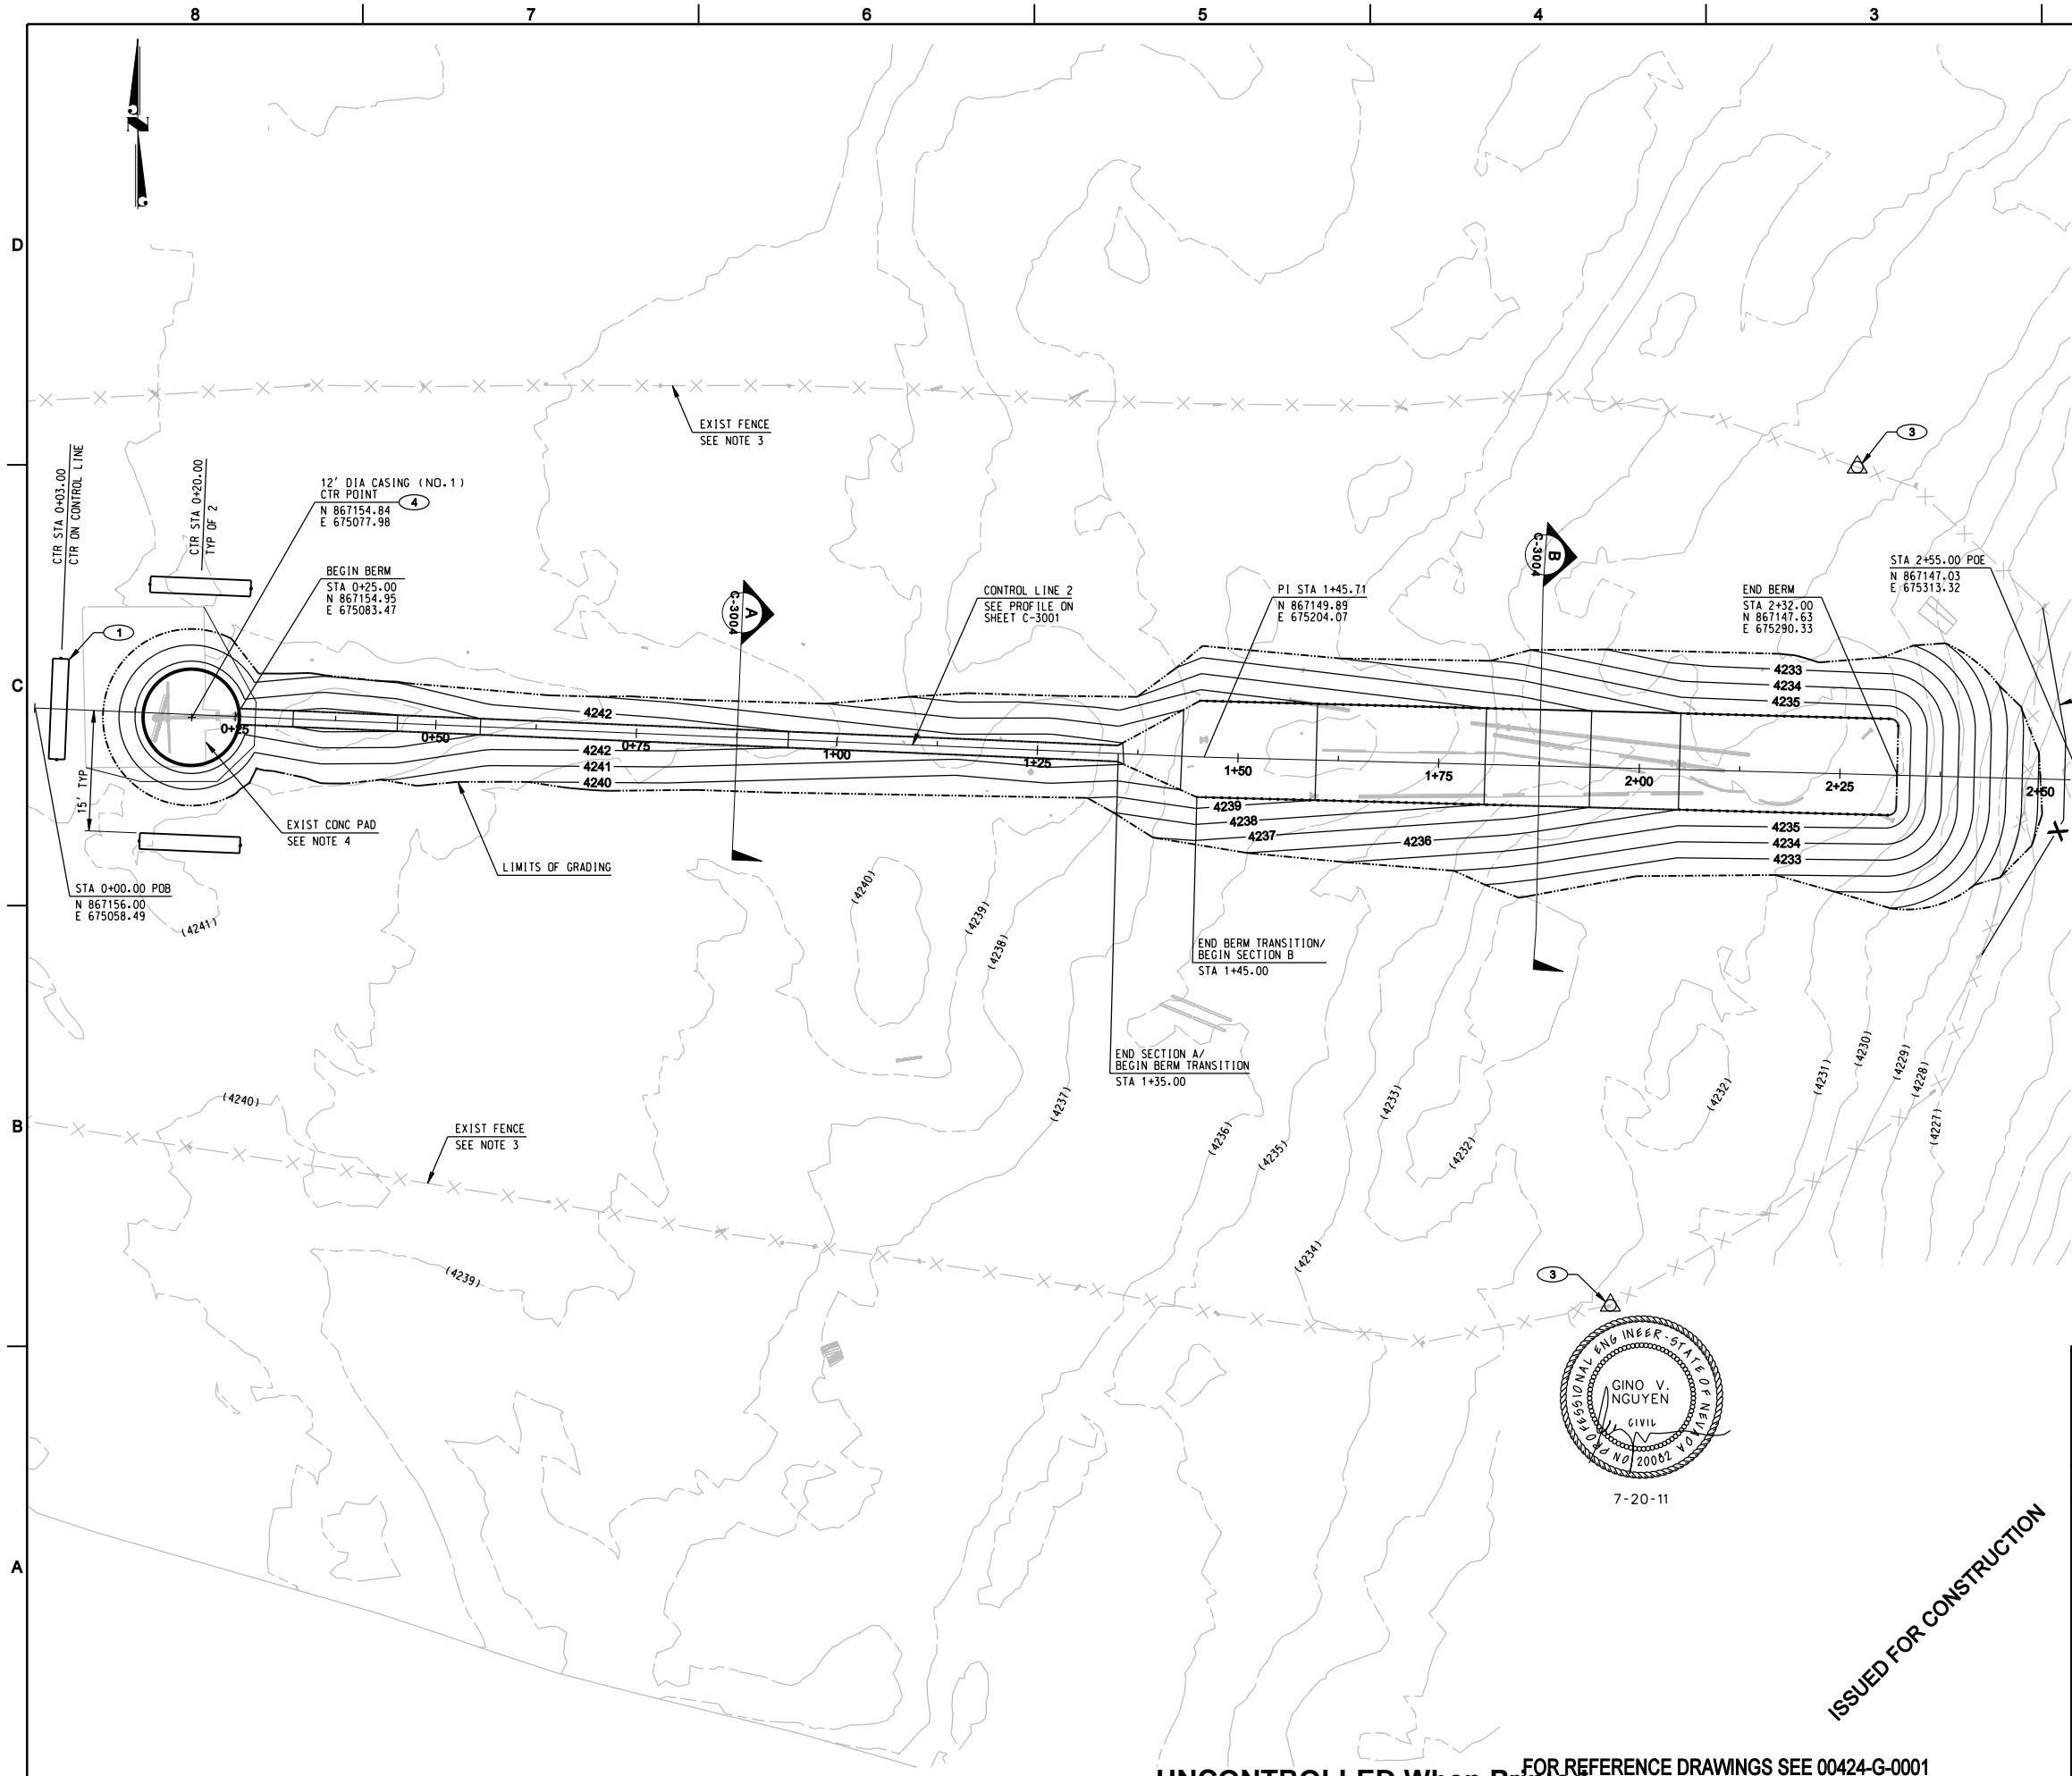 8 7 6 5 4 3
D
C
B
A
N
EXIST FENCE
SEE NOTE 3
3
CTR STA 0+03.00
CTR ON CONTROL LINE
CTR STA 0+20.00
TYP OF 2
12' DIA CASING (NO.1)
CTR POINT
N 867154.84
E 675077.98
4
BEGIN BERM
STA 0+25.00
N 867154.95
E 675083.47
1
A
C-3004
CONTROL LINE 2
SEE PROFILE ON
SHEET C-3001
PI STA 1+45.71
N 867149.89
E 675204.07
B
C-3004
END BERM
STA 2+32.00
N 867147.63
E 675290.33
STA 2+55.00 POE
N 867147.03
E 675313.32
4233
4234
4235
4242
0+25
0+50
0+75
1+00
1+25
1+50
1+75
2+00
2+25
2+50
4242
4241
4240
4239
4238
4237
4236
4235
4234
4233
15' TYP
EXIST CONC PAD
SEE NOTE 4
LIMITS OF GRADING
STA 0+00.00 POB
N 867156.00
E 675058.49
(4241)
(4240)
(4239)
(4238)
END BERM TRANSITION/
BEGIN SECTION B
STA 1+45.00
END SECTION A/
BEGIN BERM TRANSITION
STA 1+35.00
(4240)
(4237)
(4236)
(4235)
(4233)
(4232)
(4232)
(4231)
(4230)
(4229)
(4228)
(4227)
EXIST FENCE
SEE NOTE 3
(4239)
(4234)
3
PROFESSIONAL ENGINEER-STATE OF NEVADA
GINO V.
NGUYEN
CIVIL
NO 20062
7-20-11
ISSUED FOR CONSTRUCTION
FOR REFERENCE DRAWINGS SEE 00424-G-0001
UNCONTROLLED When